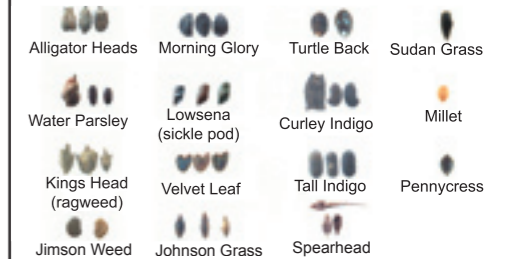 Alligator Heads Morning Glory Turtle Back Sudan Grass
Water Parsley Lowsena Curley Indigo Millet
(sickle pod)
Kings Head Velvet Leaf Tall Indigo Pennycress
(ragweed)
Jimson Weed Johnson Grass Spearhead